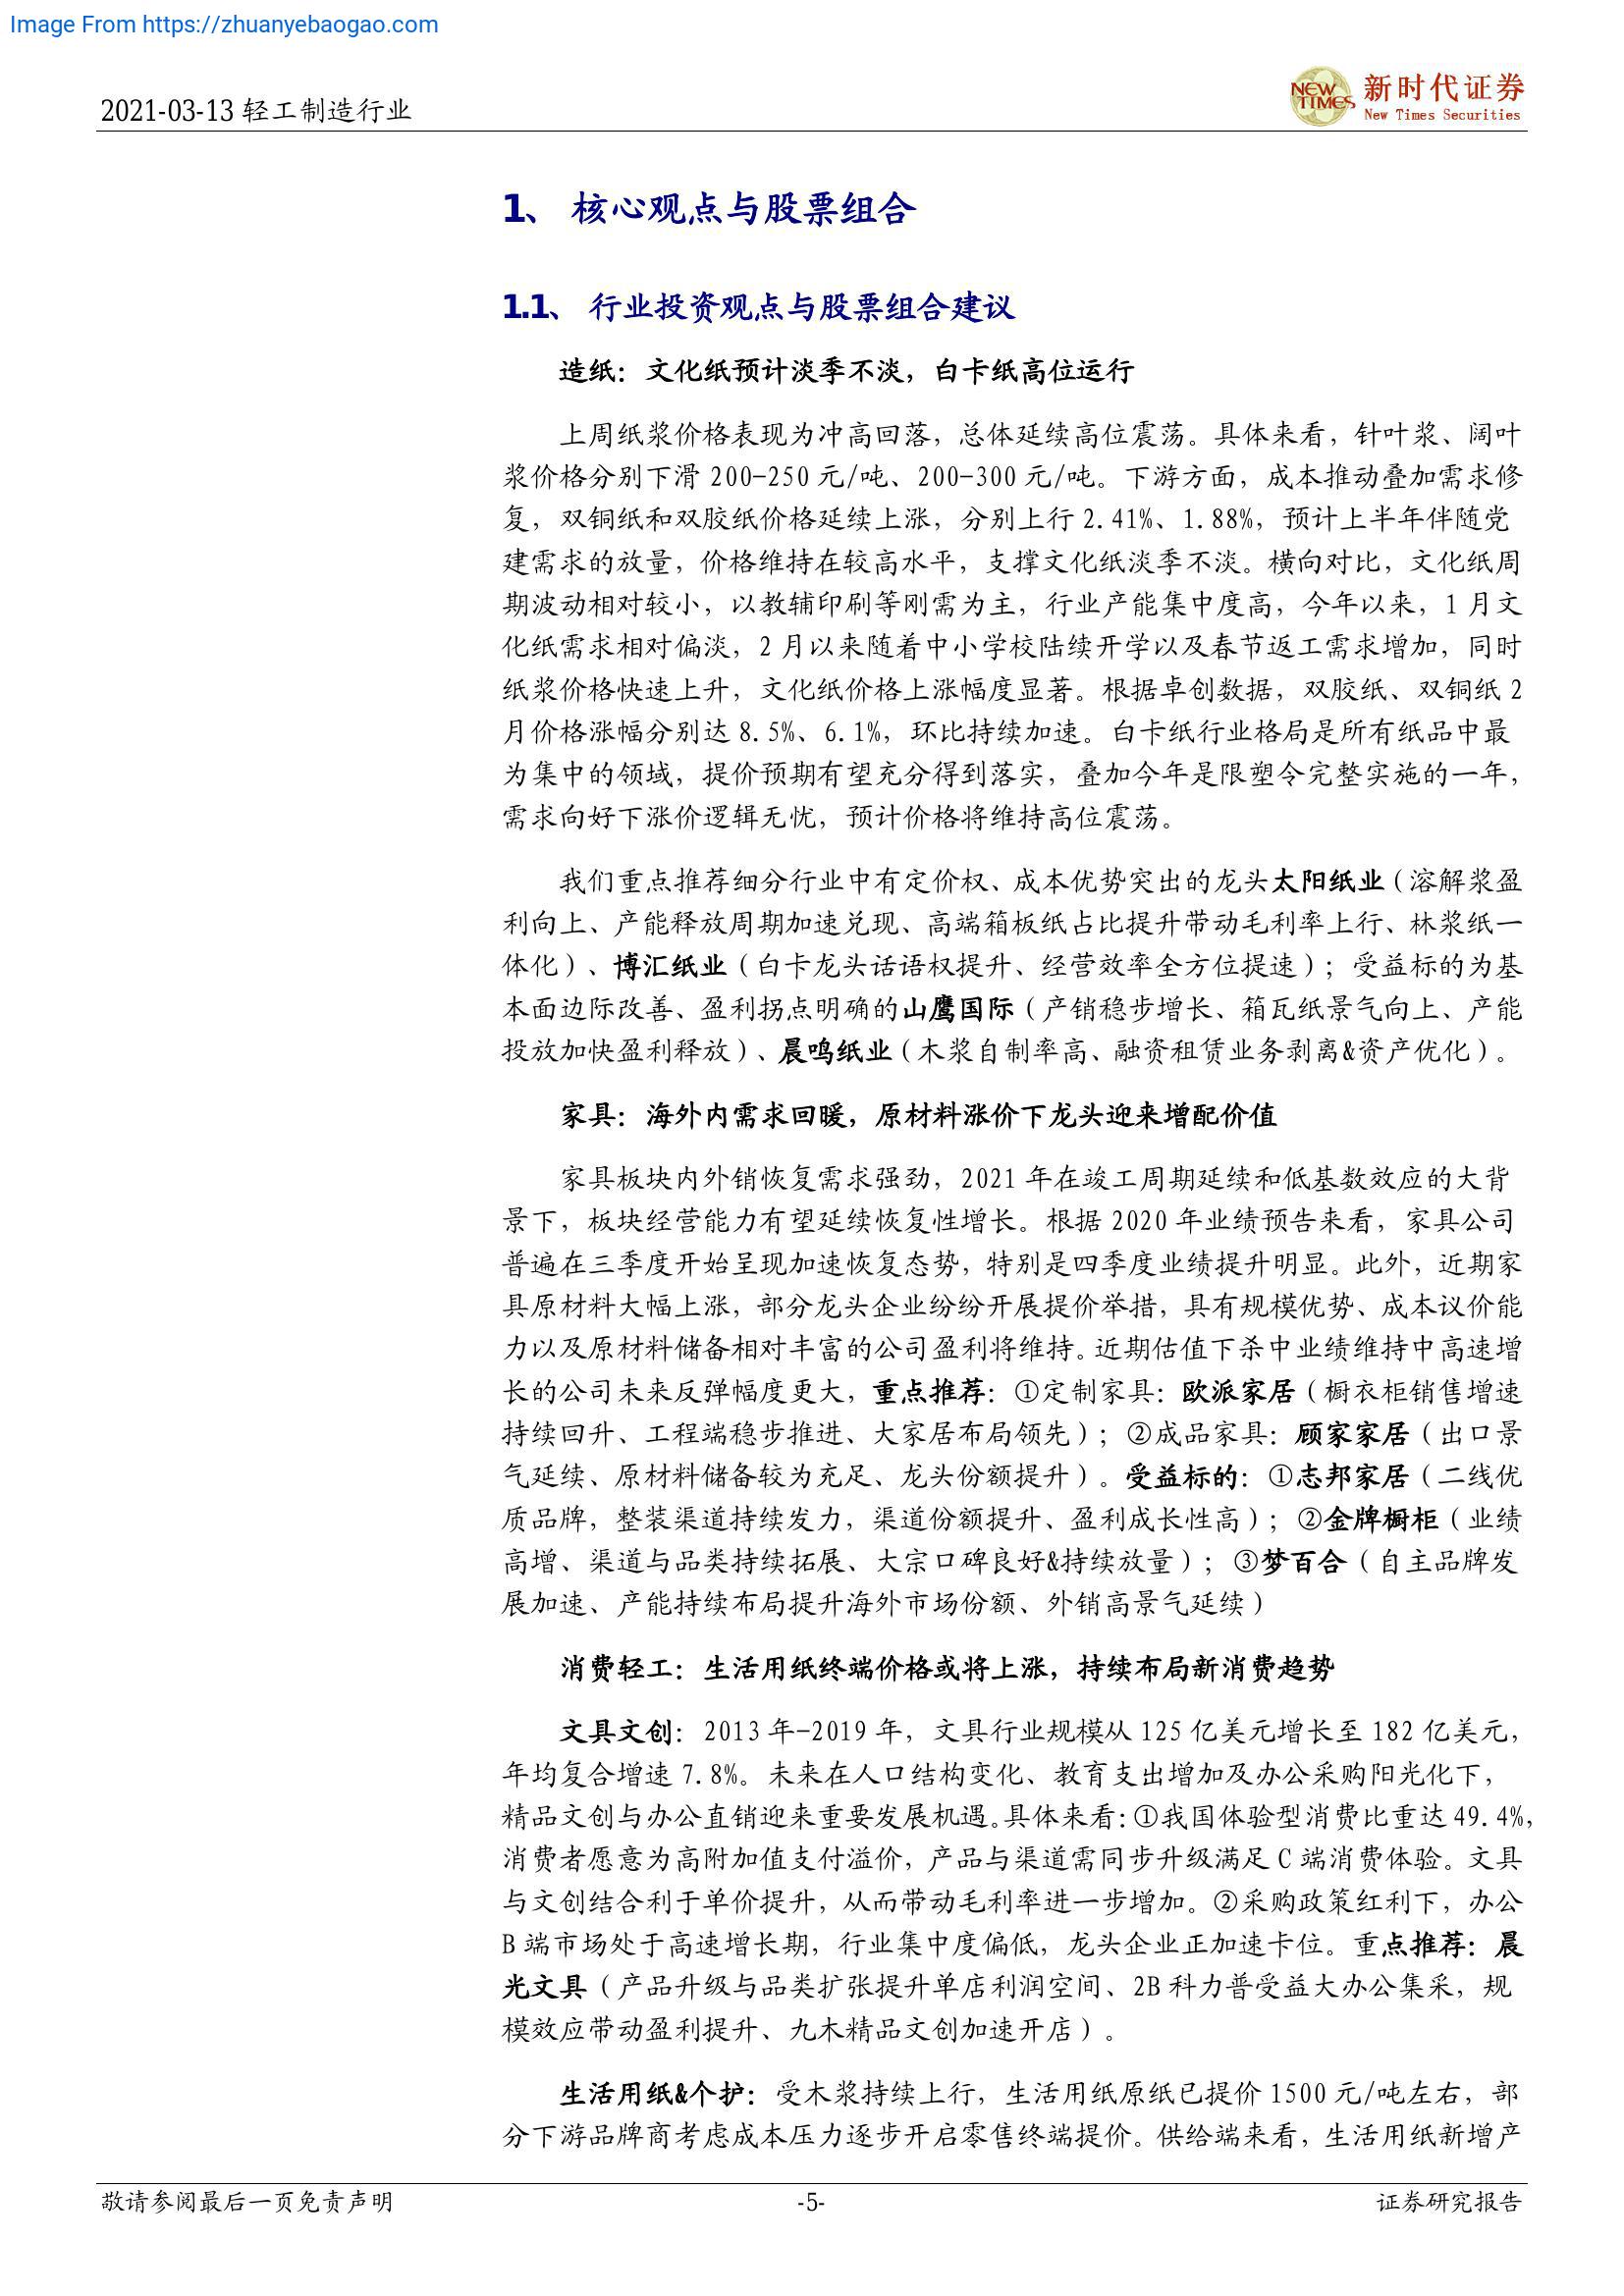 Image From https://zhuanyebaogao.com
2021-03-13 轻工制造行业
NEW TIMES
新时代证券
New Times Securities
1、 核心观点与股票组合
1.1、 行业投资观点与股票组合建议
造纸：文化纸预计淡季不淡，白卡纸高位运行
上周纸浆价格表现为冲高回落，总体延续高位震荡。具体来看，针叶浆、阔叶
浆价格分别下滑 200-250 元/吨、200-300 元/吨。下游方面，成本推动叠加需求修
复，双铜纸和双胶纸价格延续上涨，分别上行 2.41%、1.88%，预计上半年伴随党
建需求的放量，价格维持在较高水平，支撑文化纸淡季不淡。横向对比，文化纸周
期波动相对较小，以教辅印刷等刚需为主，行业产能集中度高，今年以来，1 月文
化纸需求相对偏淡，2 月以来随着中小学校陆续开学以及春节返工需求增加，同时
纸浆价格快速上升，文化纸价格上涨幅度显著。根据卓创数据，双胶纸、双铜纸 2
月价格涨幅分别达 8.5%、6.1%，环比持续加速。白卡纸行业格局是所有纸品中最
为集中的领域，提价预期有望充分得到落实，叠加今年是限塑令完整实施的一年，
需求向好下涨价逻辑无忧，预计价格将维持高位震荡。
我们重点推荐细分行业中有定价权、成本优势突出的龙头太阳纸业（溶解浆盈
利向上、产能释放周期加速兑现、高端箱板纸占比提升带动毛利率上行、林浆纸一
体化）、博汇纸业（白卡龙头话语权提升、经营效率全方位提速）；受益标的为基
本面边际改善、盈利拐点明确的山鹰国际（产销稳步增长、箱瓦纸景气向上、产能
投放加快盈利释放）、晨鸣纸业（木浆自制率高、融资租赁业务剥离&资产优化）。
家具：海外内需求回暖，原材料涨价下龙头迎来增配价值
家具板块内外销恢复需求强劲，2021 年在竣工周期延续和低基数效应的大背
景下，板块经营能力有望延续恢复性增长。根据 2020 年业绩预告来看，家具公司
普遍在三季度开始呈现加速恢复态势，特别是四季度业绩提升明显。此外，近期家
具原材料大幅上涨，部分龙头企业纷纷开展提价举措，具有规模优势、成本议价能
力以及原材料储备相对丰富的公司盈利将维持。近期估值下杀中业绩维持中高速增
长的公司未来反弹幅度更大，重点推荐：①定制家具：欧派家居（橱衣柜销售增速
持续回升、工程端稳步推进、大家居布局领先）；②成品家具：顾家家居（出口景
气延续、原材料储备较为充足、龙头份额提升）。受益标的：①志邦家居（二线优
质品牌，整装渠道持续发力，渠道份额提升、盈利成长性高）；②金牌橱柜（业绩
高增、渠道与品类持续拓展、大宗口碑良好&持续放量）；③梦百合（自主品牌发
展加速、产能持续布局提升海外市场份额、外销高景气延续）
消费轻工：生活用纸终端价格或将上涨，持续布局新消费趋势
文具文创：2013 年-2019 年，文具行业规模从 125 亿美元增长至 182 亿美元，
年均复合增速 7.8%。未来在人口结构变化、教育支出增加及办公采购阳光化下，
精品文创与办公直销迎来重要发展机遇。具体来看：①我国体验型消费比重达 49.4%，
消费者愿意为高附加值支付溢价，产品与渠道需同步升级满足 C 端消费体验。文具
与文创结合利于单价提升，从而带动毛利率进一步增加。②采购政策红利下，办公
B 端市场处于高速增长期，行业集中度偏低，龙头企业正加速卡位。重点推荐：晨
光文具（产品升级与品类扩张提升单店利润空间、2B 科力普受益大办公集采，规
模效应带动盈利提升、九木精品文创加速开店）。
生活用纸&个护：受木浆持续上行，生活用纸原纸已提价 1500 元/吨左右，部
分下游品牌商考虑成本压力逐步开启零售终端提价。供给端来看，生活用纸新增产
敬请参阅最后一页免责声明
-5-
证券研究报告